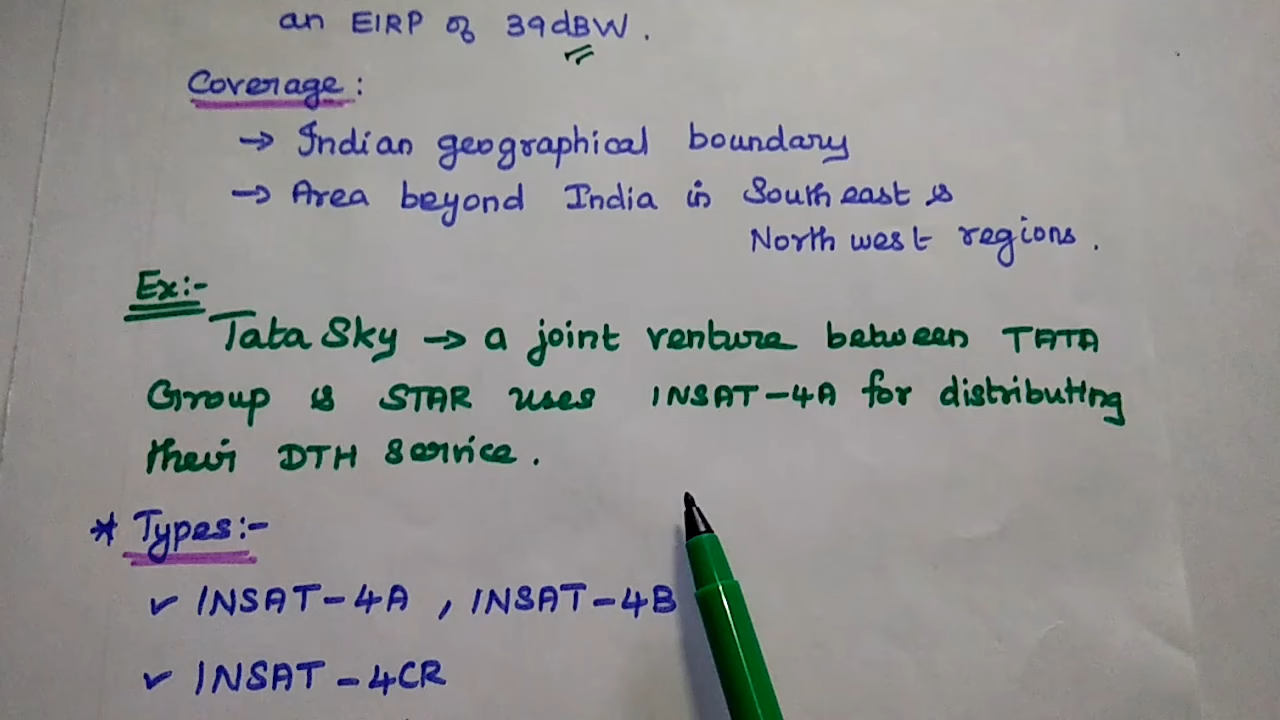 an EIRP of 39dBW.
Coverage:
→ Indian geographical boundary
→ Area beyond India in South east &
North west regions.
Ex:-
Tata Sky → a joint venture between TATA
Group & STAR uses INSAT-4A for distributing
their DTH Service.
* Types:-
✓ INSAT-4A, INSAT-4B
✓ INSAT-4CR